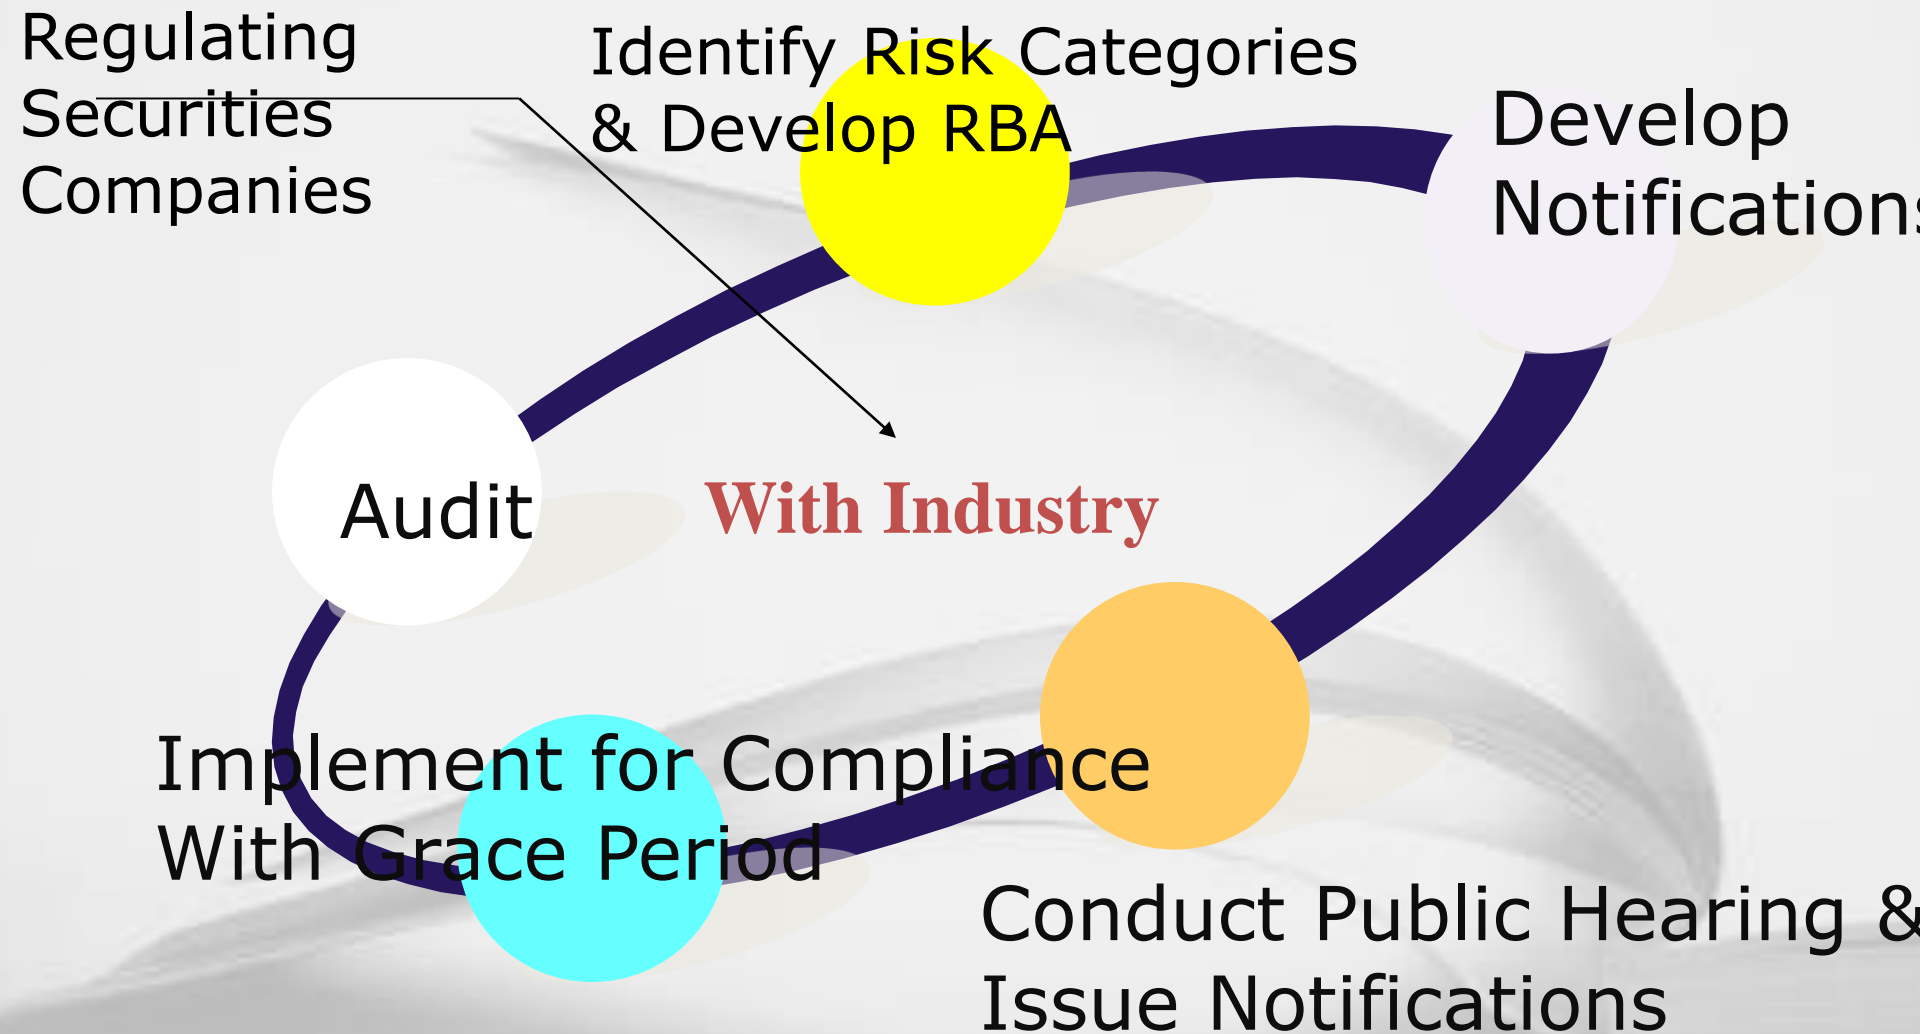 Regulating
Securities
Companies
Identify Risk Categories
& Develop RBA
Develop
Notifications
Audit
With Industry
Implement for Compliance
With Grace Period
Conduct Public Hearing &
Issue Notifications